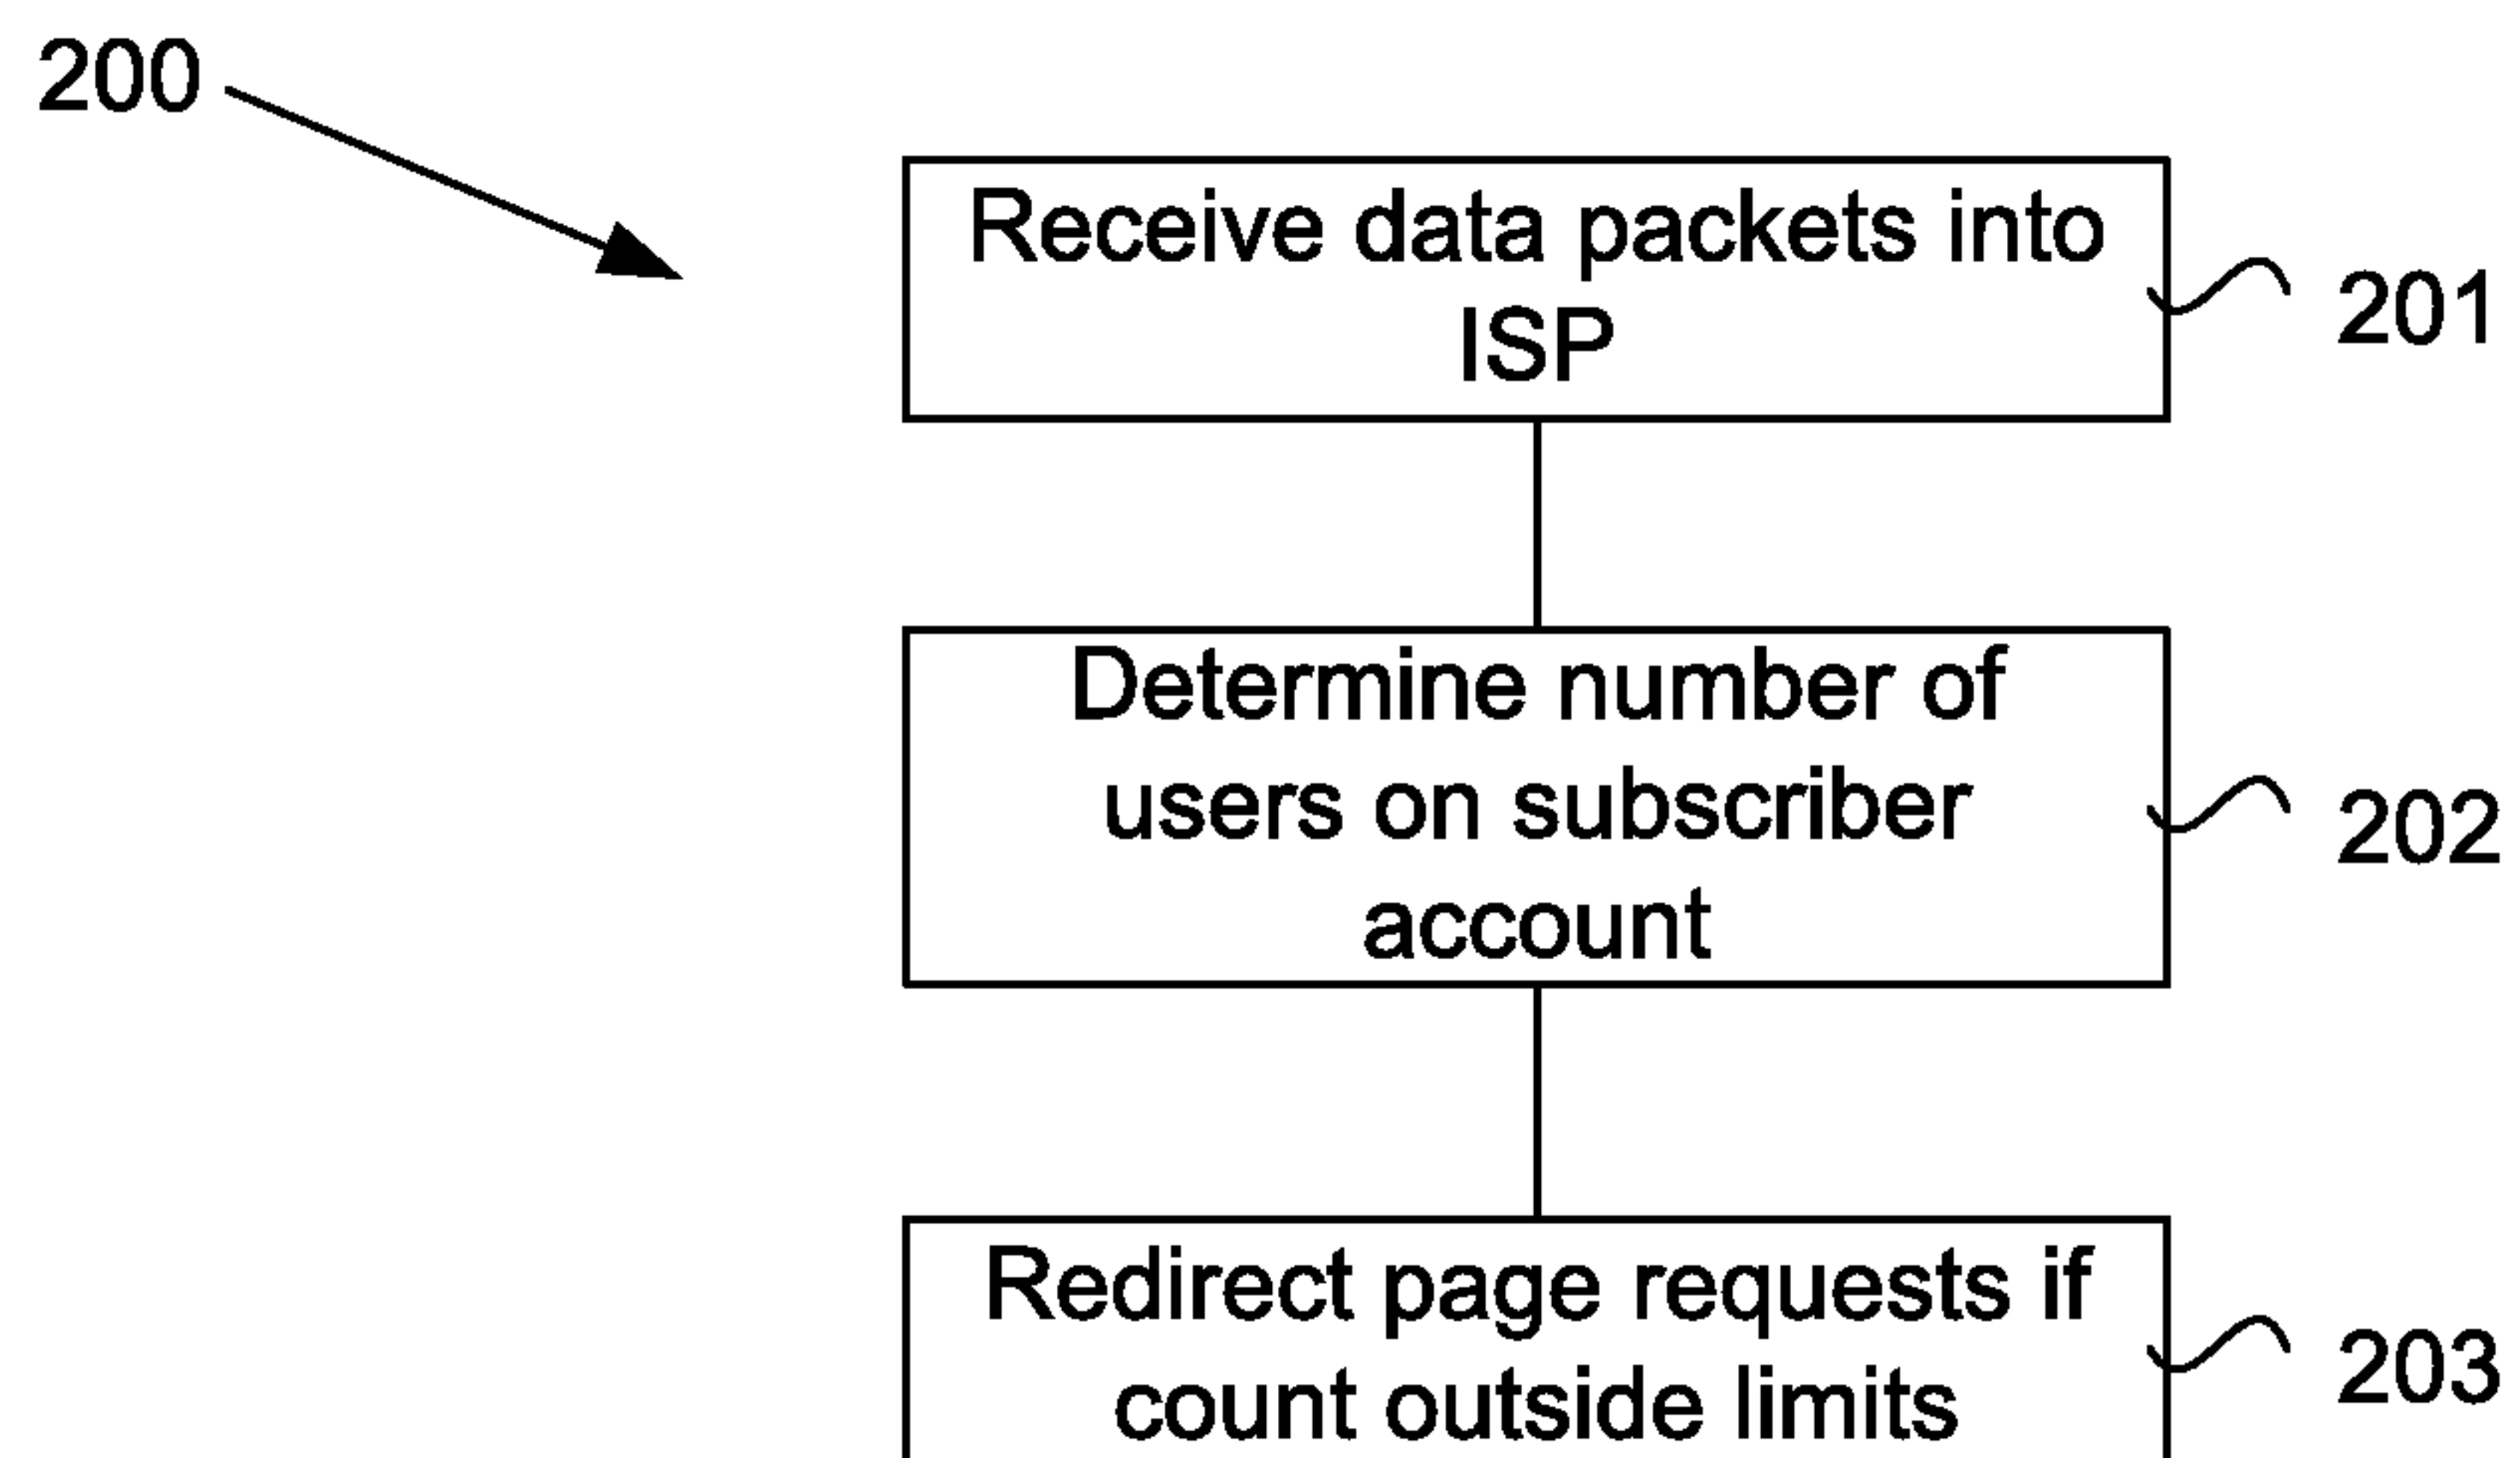 200
Receive data packets into
ISP
201
Determine number of
users on subscriber
account
202
Redirect page requests if
count outside limits
203